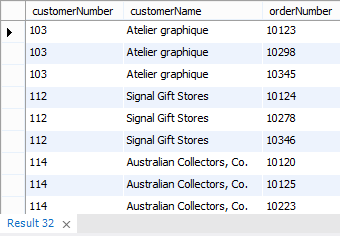 customerNumber customerName orderNumber
103 Atelier graphique 10123
103 Atelier graphique 10298
103 Atelier graphique 10345
112 Signal Gift Stores 10124
112 Signal Gift Stores 10278
112 Signal Gift Stores 10346
114 Australian Collectors, Co. 10120
114 Australian Collectors, Co. 10125
114 Australian Collectors, Co. 10223
Result 32 ×